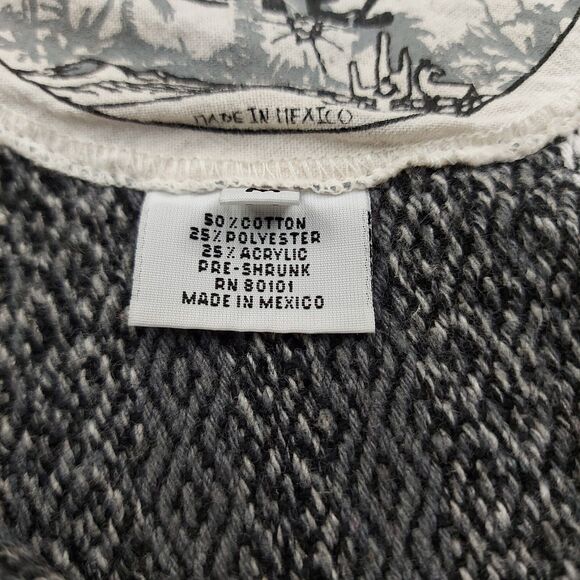 MADE IN MEXICO
50%COTTON
25%POLYESTER
25%ACRYLIC
PRE-SHRUNK
RN 80101
MADE IN MEXICO